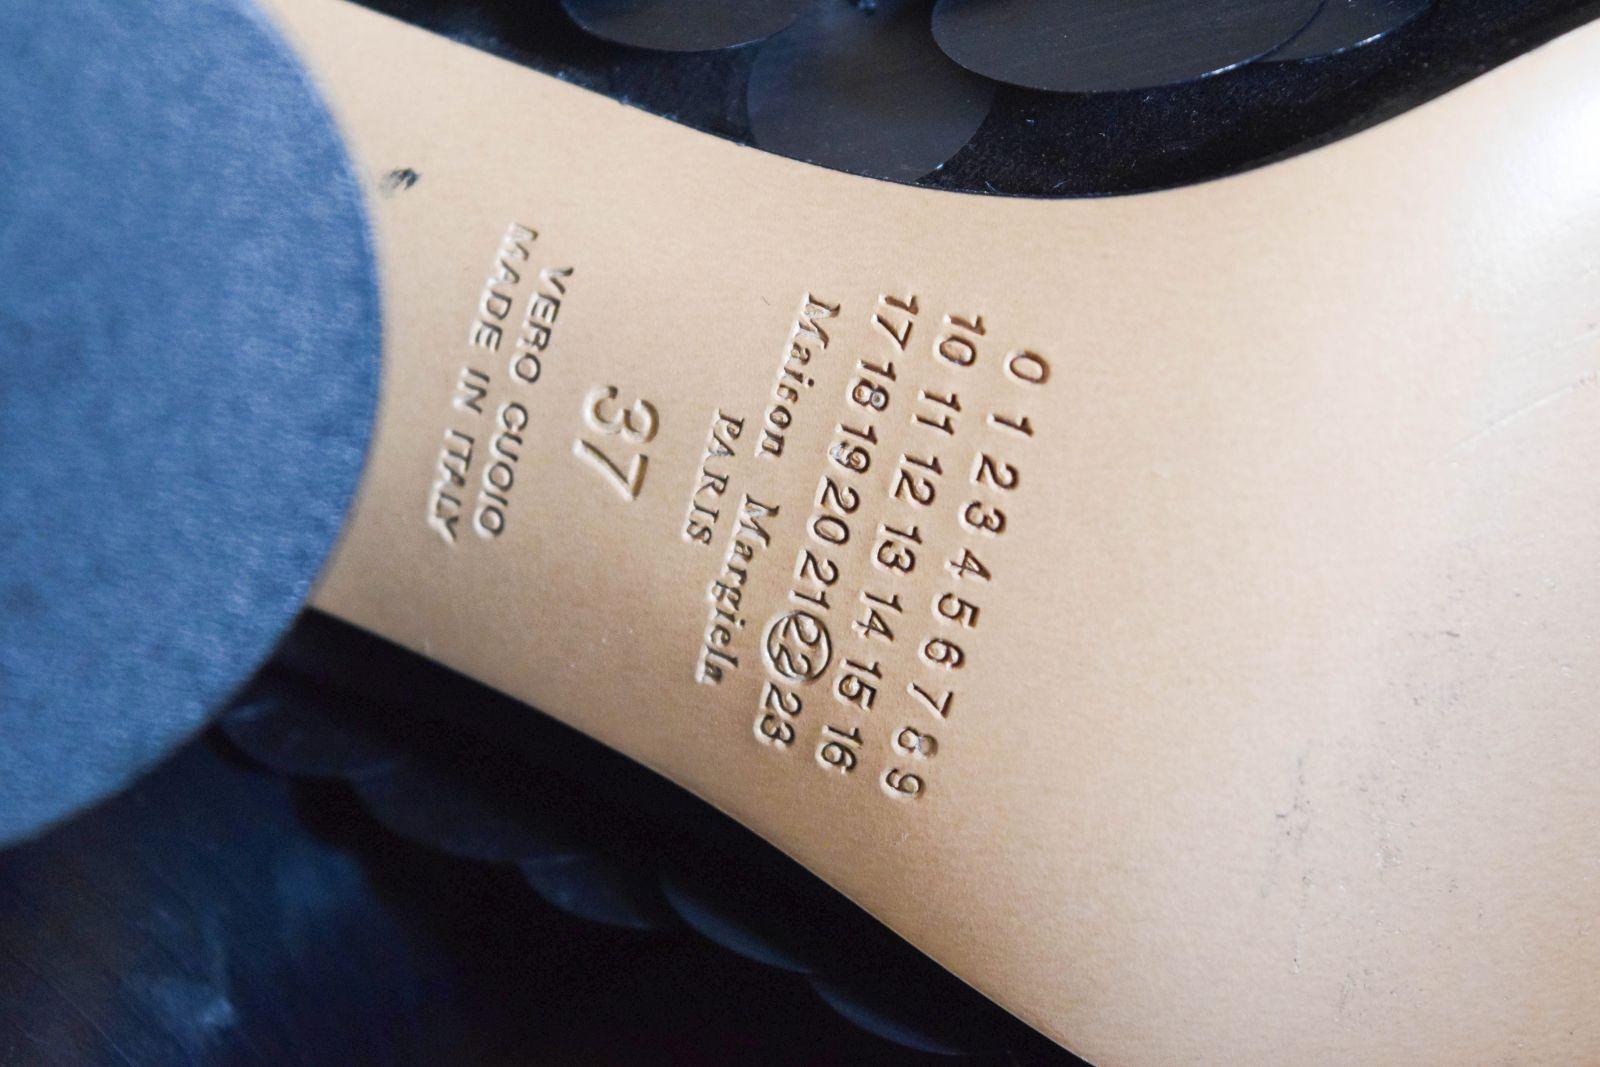 0 1 2 3 4 5 6 7 8 9
10 11 12 13 14 15 16
17 18 19 20 21 22 23
Maison Margiela
PARIS
37
VERO CUOIO
MADE IN ITALY